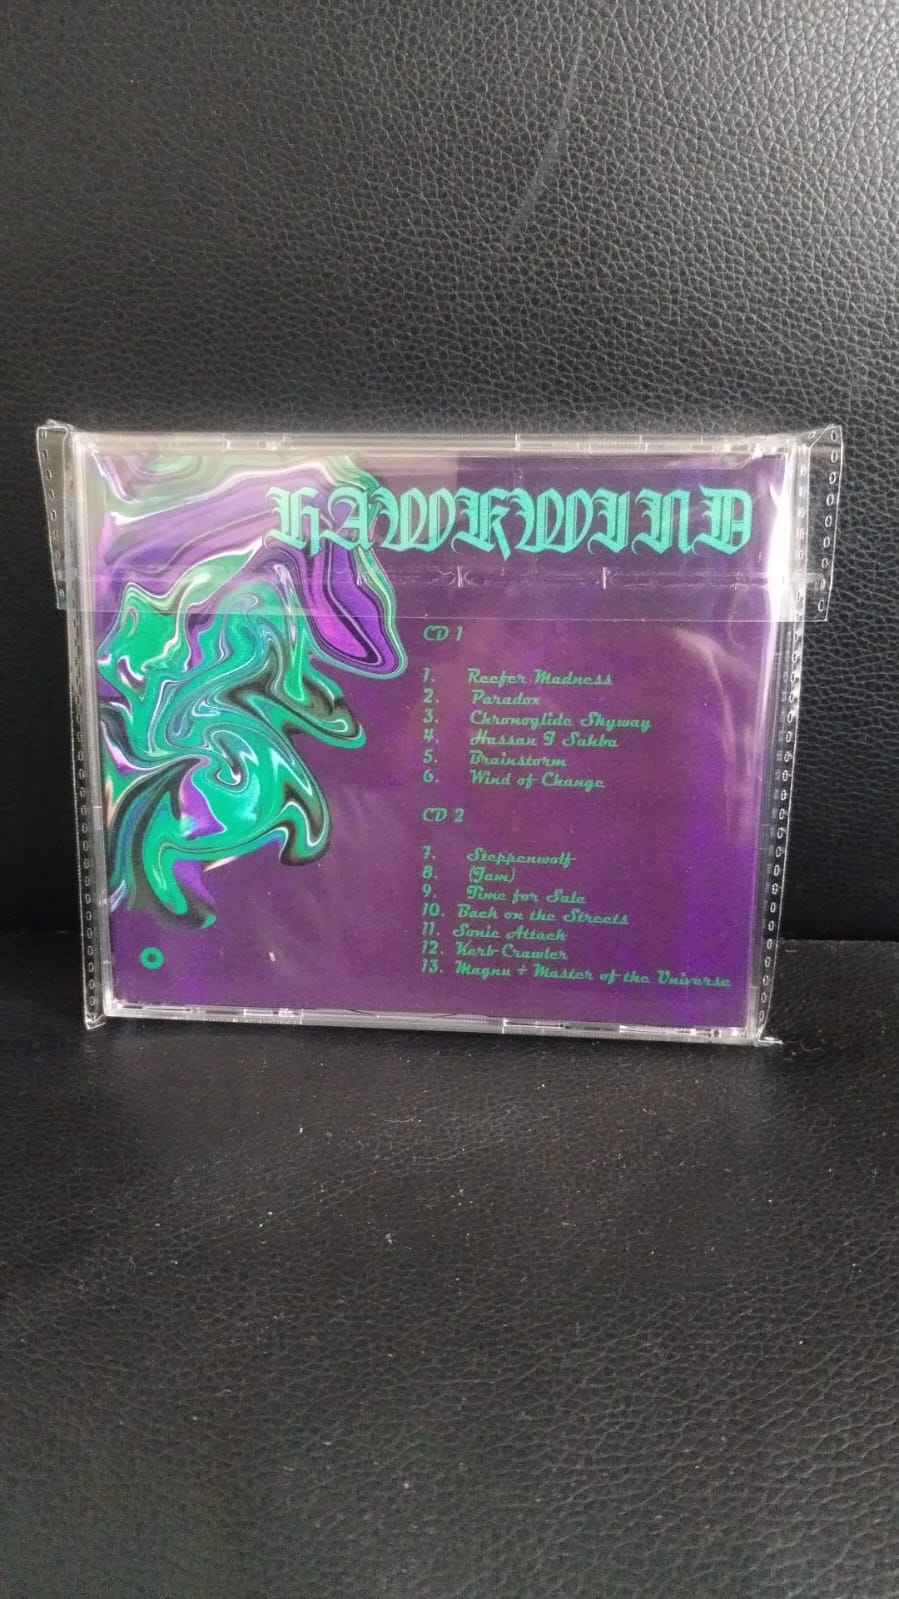 HAWKWIND
CD 1
1. Reefer Madness
2. Paradox
3. Chronoglide Skyway
4. Hassan I Sahba
5. Brainstorm
6. Wind of Change
CD 2
7. Steppenwolf
8. (Jam)
9. Time for Sale
10. Back on the Streets
11. Sonic Attack
12. Kerb Crawler
13. Magnu + Master of the Universe